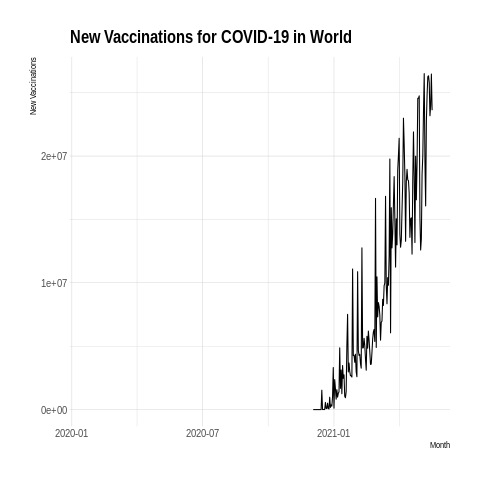 New Vaccinations for COVID-19 in World
New Vaccinations
2e+07
1e+07
0e+00
2020-01
2020-07
2021-01
Month